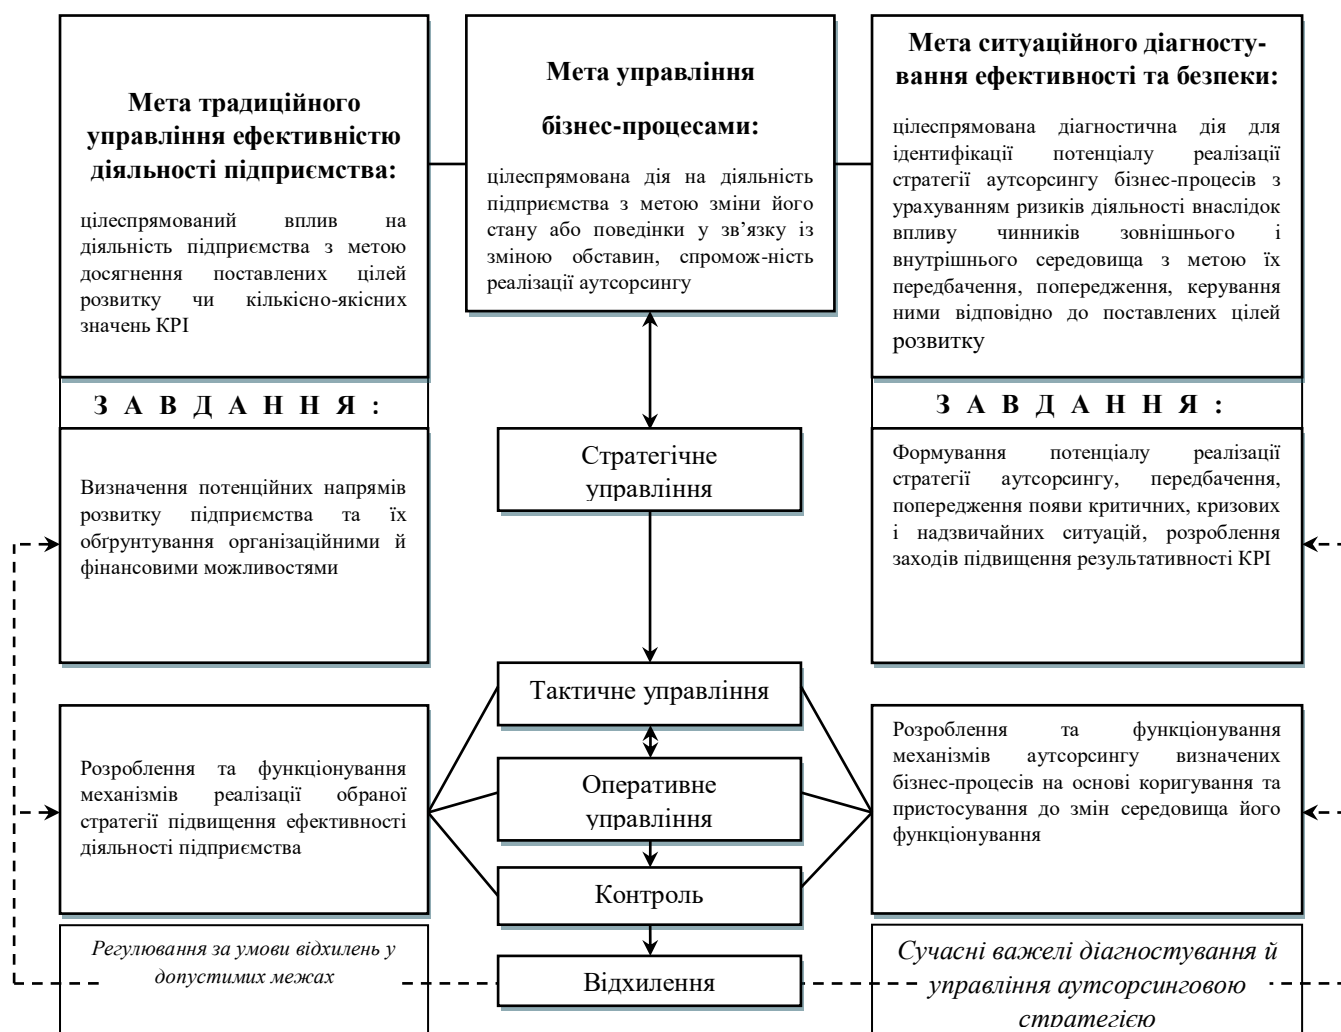 Мета традиційного
управління ефективністю
діяльності підприємства:
цілеспрямований вплив на
діяльність підприємства з метою
досягнення поставлених цілей
розвитку чи кількісно-якісних
значень КРІ
Мета управління
бізнес-процесами:
цілеспрямована дія на діяльність
підприємства з метою зміни його
стану або поведінки у зв’язку із
зміною обставин, спромож-ність
реалізації аутсорсингу
Мета ситуаційного діагносту-
вання ефективності та безпеки:
цілеспрямована діагностична дія для
ідентифікації потенціалу реалізації
стратегії аутсорсингу бізнес-процесів з
урахуванням ризиків діяльності внаслідок
впливу чинників зовнішнього і
внутрішнього середовища з метою їх
передбачення, попередження, керування
ними відповідно до поставлених цілей
розвитку
З А В Д А Н Н Я :
З А В Д А Н Н Я :
Визначення потенційних напрямів
розвитку підприємства та їх
обґрунтування організаційними й
фінансовими можливостями
Стратегічне
управління
Формування потенціалу реалізації
стратегії аутсорсингу, передбачення,
попередження появи критичних, кризових
і надзвичайних ситуацій, розроблення
заходів підвищення результативності КРІ
Розроблення та функціонування
механізмів реалізації обраної
стратегії підвищення ефективності
діяльності підприємства
Тактичне управління
Оперативне
управління
Контроль
Розроблення та функціонування
механізмів аутсорсингу визначених
бізнес-процесів на основі коригування та
пристосування до змін середовища його
функціонування
Регулювання за умови відхилень у
допустимих межах
Відхилення
Сучасні важелі діагностування й
управління аутсорсинговою
стратегією